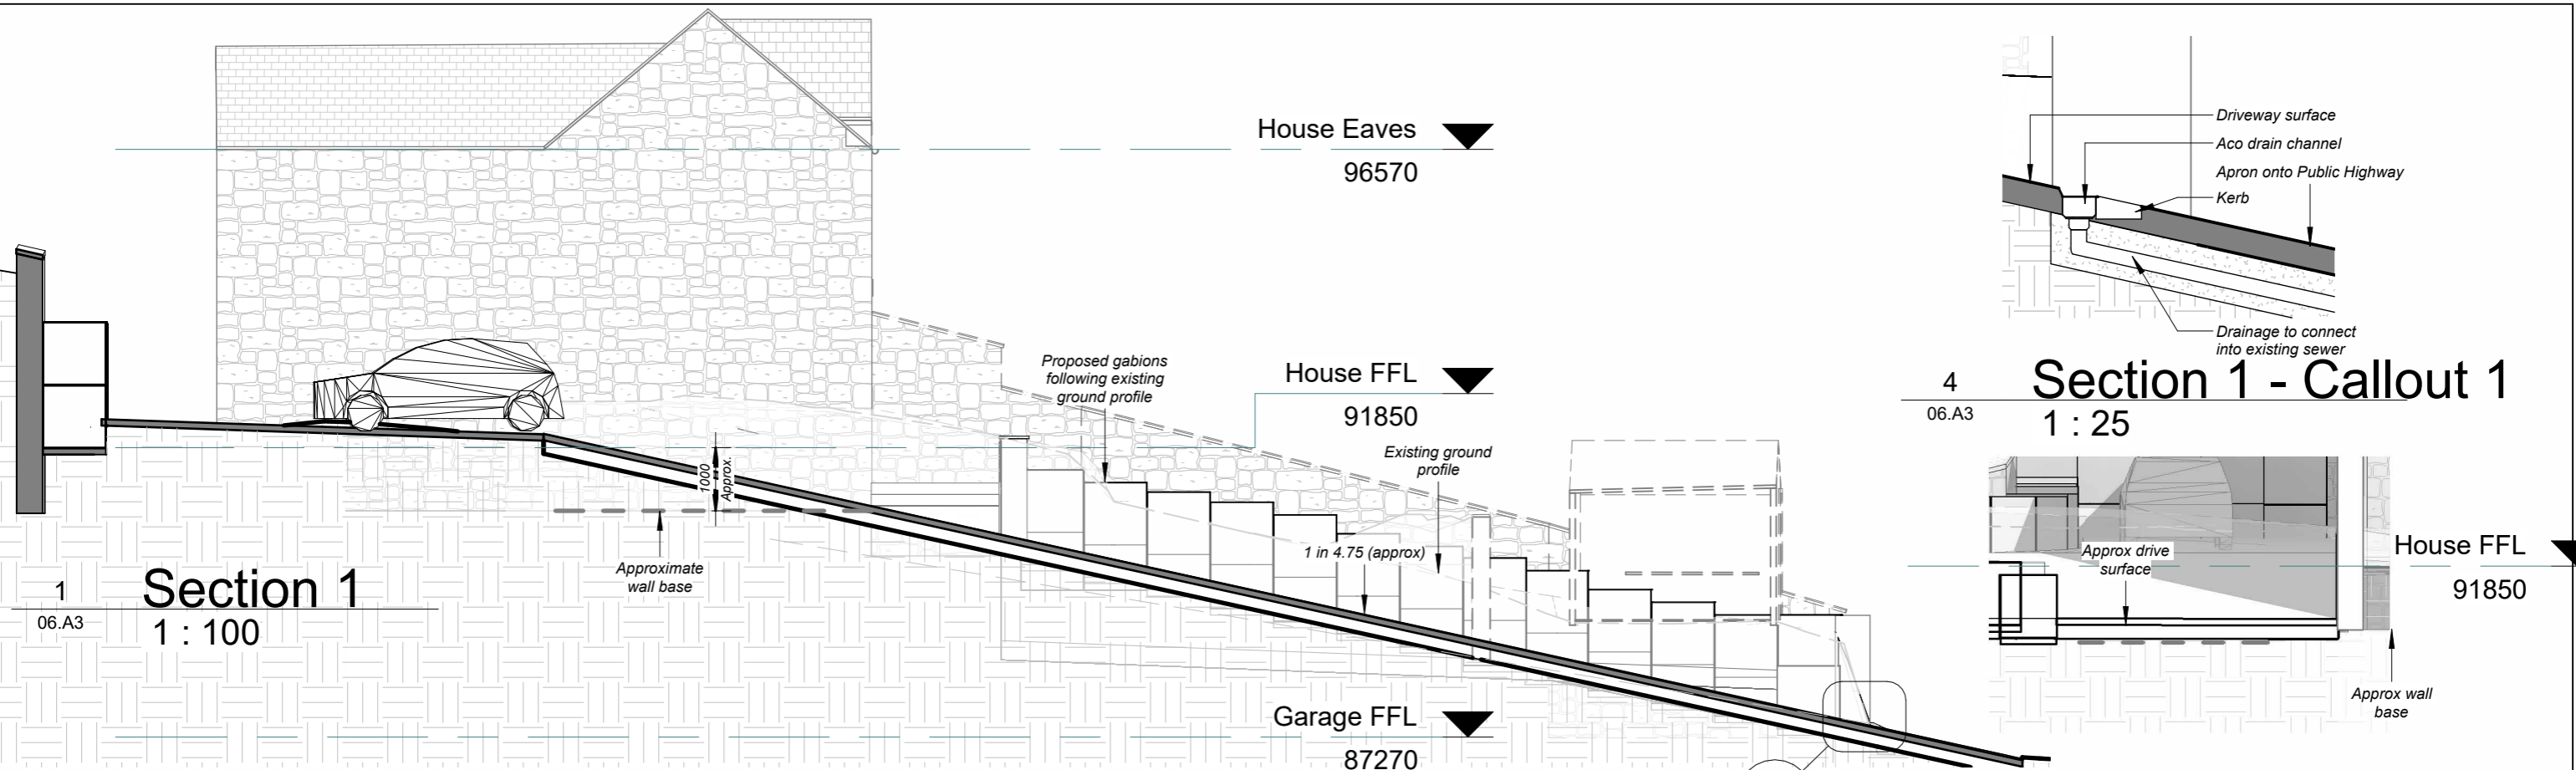 House Eaves
96570
Proposed gabions
following existing
ground profile
House FFL
91850
Existing ground
profile
1000
Approx.
1 in 4.75 (approx)
Approximate
wall base
1
06.A3
Section 1
1 : 100
Garage FFL
87270
Driveway surface
Aco drain channel
Apron onto Public Highway
Kerb
Drainage to connect
into existing sewer
4
06.A3
Section 1 - Callout 1
1 : 25
Approx drive
surface
House FFL
91850
Approx wall
base